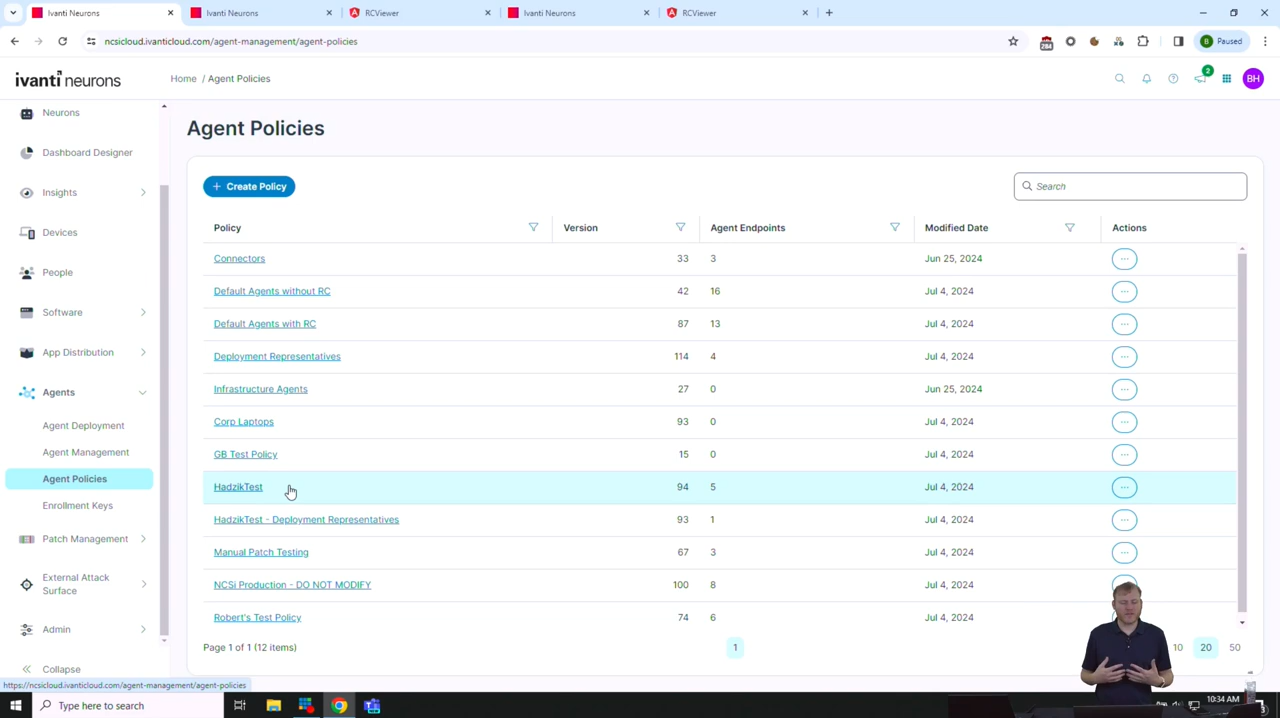 Ivanti Neurons
Ivanti Neurons
RCViewer
Ivanti Neurons
RCViewer
ncsicloud.ivanticloud.com/agent-management/agent-policies
284
B
Paused
ivanti neurons
Home / Agent Policies
2
BH
Neurons
Dashboard Designer
Insights
Devices
People
Software
App Distribution
Agents
Agent Deployment
Agent Management
Agent Policies
Enrollment Keys
Patch Management
External Attack
Surface
Admin
Collapse
Agent Policies
+ Create Policy
Search
Policy Version Agent Endpoints Modified Date Actions
Connectors 33 3 Jun 25, 2024
Default Agents without RC 42 16 Jul 4, 2024
Default Agents with RC 87 13 Jul 4, 2024
Deployment Representatives 114 4 Jul 4, 2024
Infrastructure Agents 27 0 Jun 25, 2024
Corp Laptops 93 0 Jul 4, 2024
GB Test Policy 15 0 Jul 4, 2024
HadzikTest 94 5 Jul 4, 2024
HadzikTest - Deployment Representatives 93 1 Jul 4, 2024
Manual Patch Testing 67 3 Jul 4, 2024
NCSi Production - DO NOT MODIFY 100 8 Jul 4, 2024
Robert's Test Policy 74 6 Jul 4, 2024
Page 1 of 1 (12 items) 1 10 20 50
https://ncsicloud.ivanticloud.com/agent-management/agent-policies
Type here to search
10:34 AM